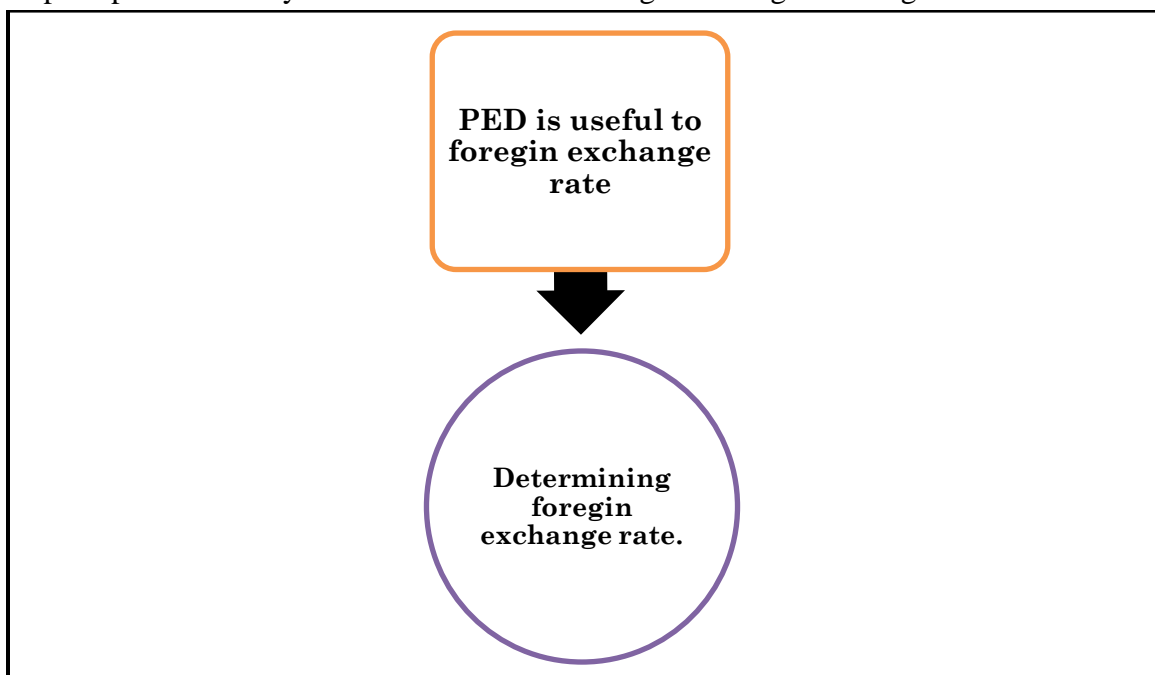 PED is useful to
foregin exchange
rate
Determining
foregin
exchange rate.